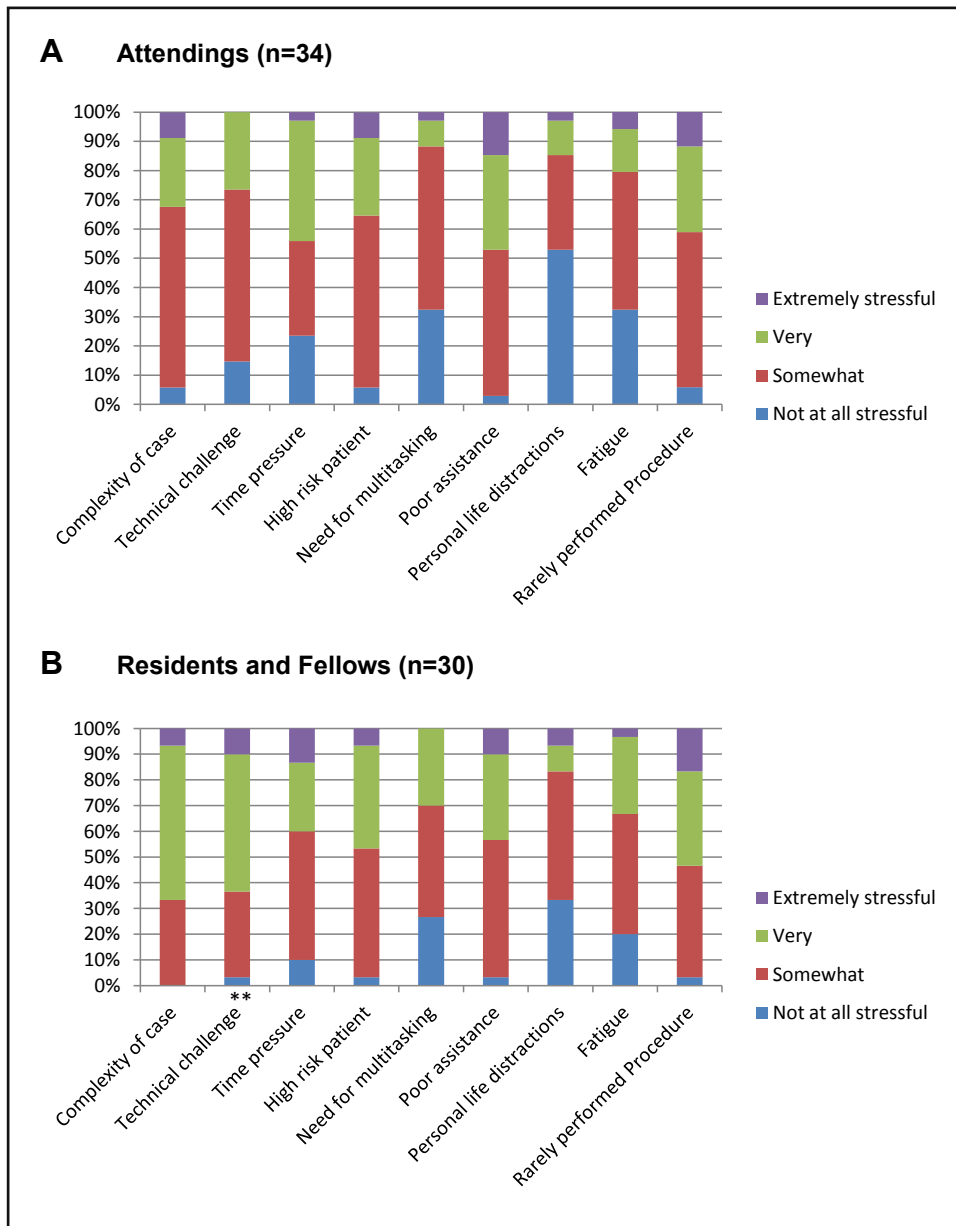 A Attendings (n=34)
100%
90%
80%
70%
60%
50%
40%
30%
20%
10%
0%
Complexity of case
Technical challenge
Time pressure
High risk patient
Need for multitasking
Poor assistance
Personal life distractions
Fatigue
Rarely performed Procedure
Extremely stressful
Very
Somewhat
Not at all stressful
B Residents and Fellows (n=30)
100%
90%
80%
70%
60%
50%
40%
30%
20%
10%
0%
Complexity of case
Technical challenge**
Time pressure
High risk patient
Need for multitasking
Poor assistance
Personal life distractions
Fatigue
Rarely performed Procedure
Extremely stressful
Very
Somewhat
Not at all stressful